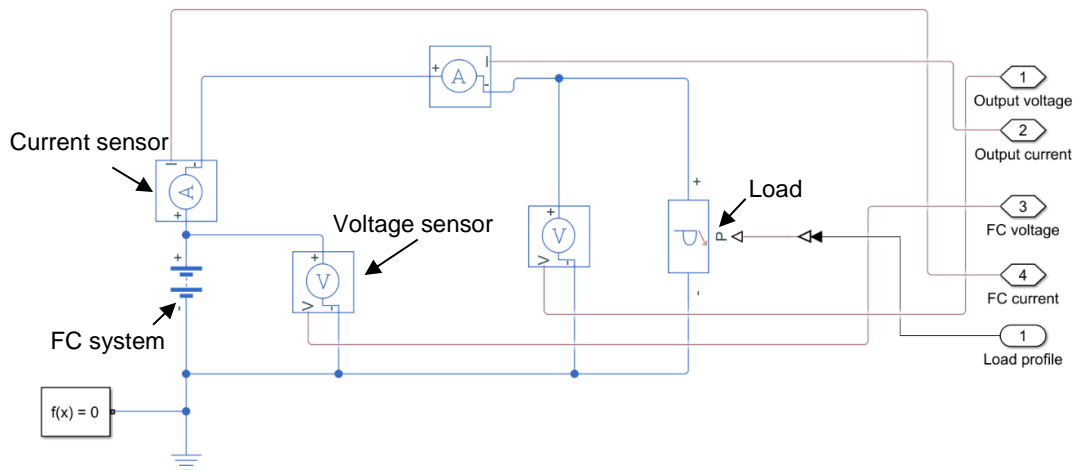 I
+
-
A
I
-
Current sensor
A
+
+
-
FC system
f(x) = 0
Voltage sensor
+
V
V
-
+
V
V
-
+
-
P
P
Load
1
Output voltage
2
Output current
3
FC voltage
4
FC current
1
Load profile